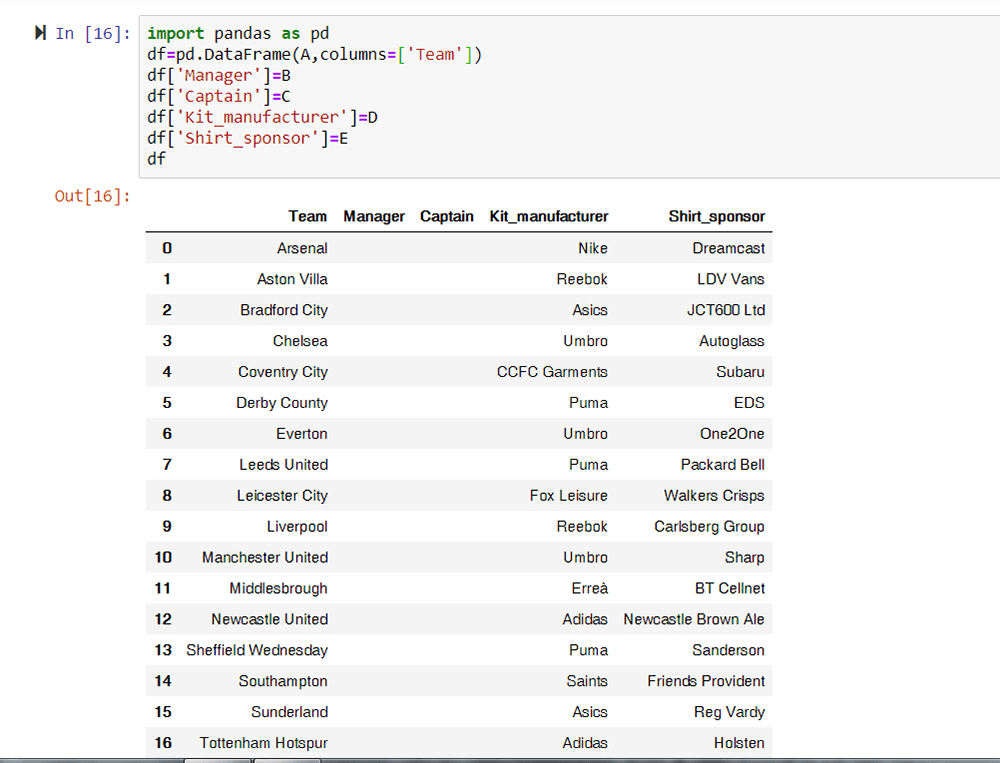 In [16]: import pandas as pd
df=pd.DataFrame(A,columns=['Team'])
df['Manager']=B
df['Captain']=C
df['Kit_manufacturer']=D
df['Shirt_sponsor']=E
df
Out[16]:
Team Manager Captain Kit_manufacturer Shirt_sponsor
0 Arsenal Nike Dreamcast
1 Aston Villa Reebok LDV Vans
2 Bradford City Asics JCT600 Ltd
3 Chelsea Umbro Autoglass
4 Coventry City CCFC Garments Subaru
5 Derby County Puma EDS
6 Everton Umbro One2One
7 Leeds United Puma Packard Bell
8 Leicester City Fox Leisure Walkers Crisps
9 Liverpool Reebok Carlsberg Group
10 Manchester United Umbro Sharp
11 Middlesbrough Erreà BT Cellnet
12 Newcastle United Adidas Newcastle Brown Ale
13 Sheffield Wednesday Puma Sanderson
14 Southampton Saints Friends Provident
15 Sunderland Asics Reg Vardy
16 Tottenham Hotspur Adidas Holsten